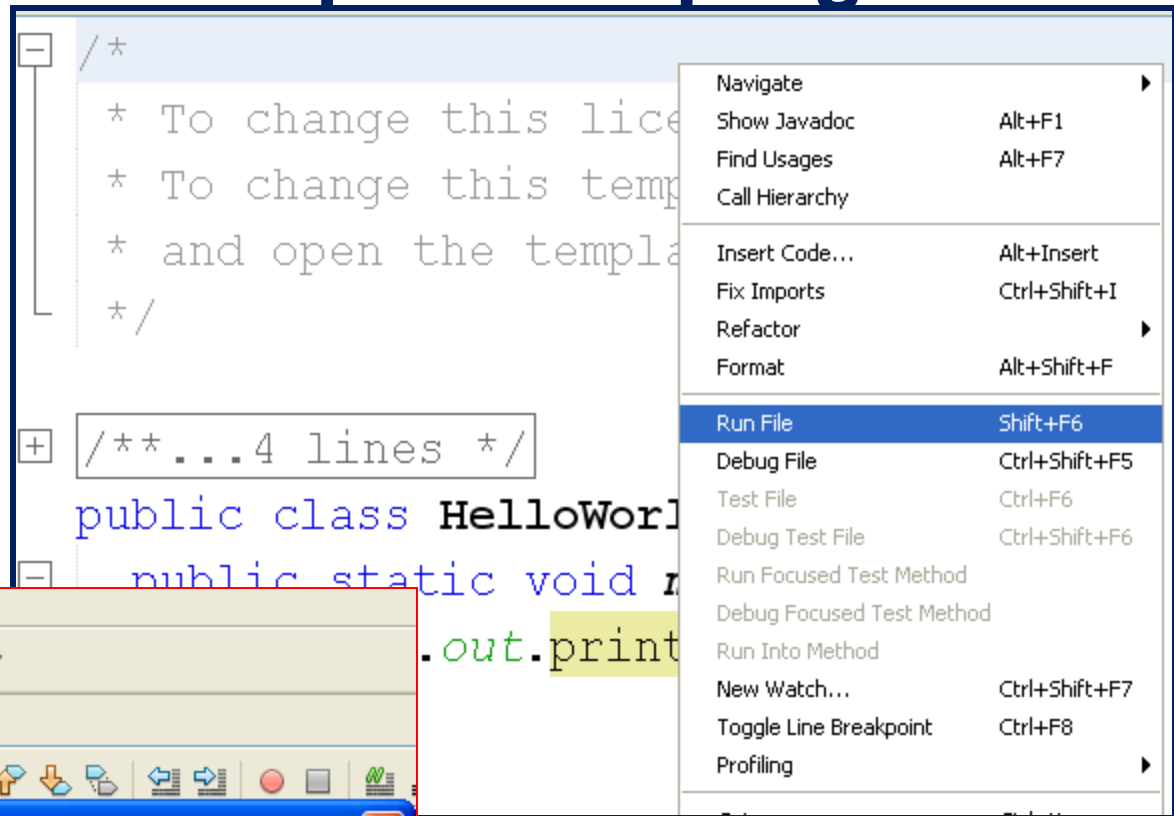 /*
* To change this
* To change this
* and open the
*/
/**...4 lines */
public class
public static void
.out.print
Navigate
Show Javadoc Alt+F1
Find Usages Alt+F7
Call Hierarchy
Insert Code... Alt+Insert
Fix Imports Ctrl+Shift+I
Refactor
Format Alt+Shift+F
Run File Shift+F6
Debug File Ctrl+Shift+F5
Test File Ctrl+F6
Debug Test File Ctrl+Shift+F6
Run Focused Test Method
Debug Focused Test Method
Run Into Method
New Watch... Ctrl+Shift+F7
Toggle Line Breakpoint Ctrl+F8
Profiling